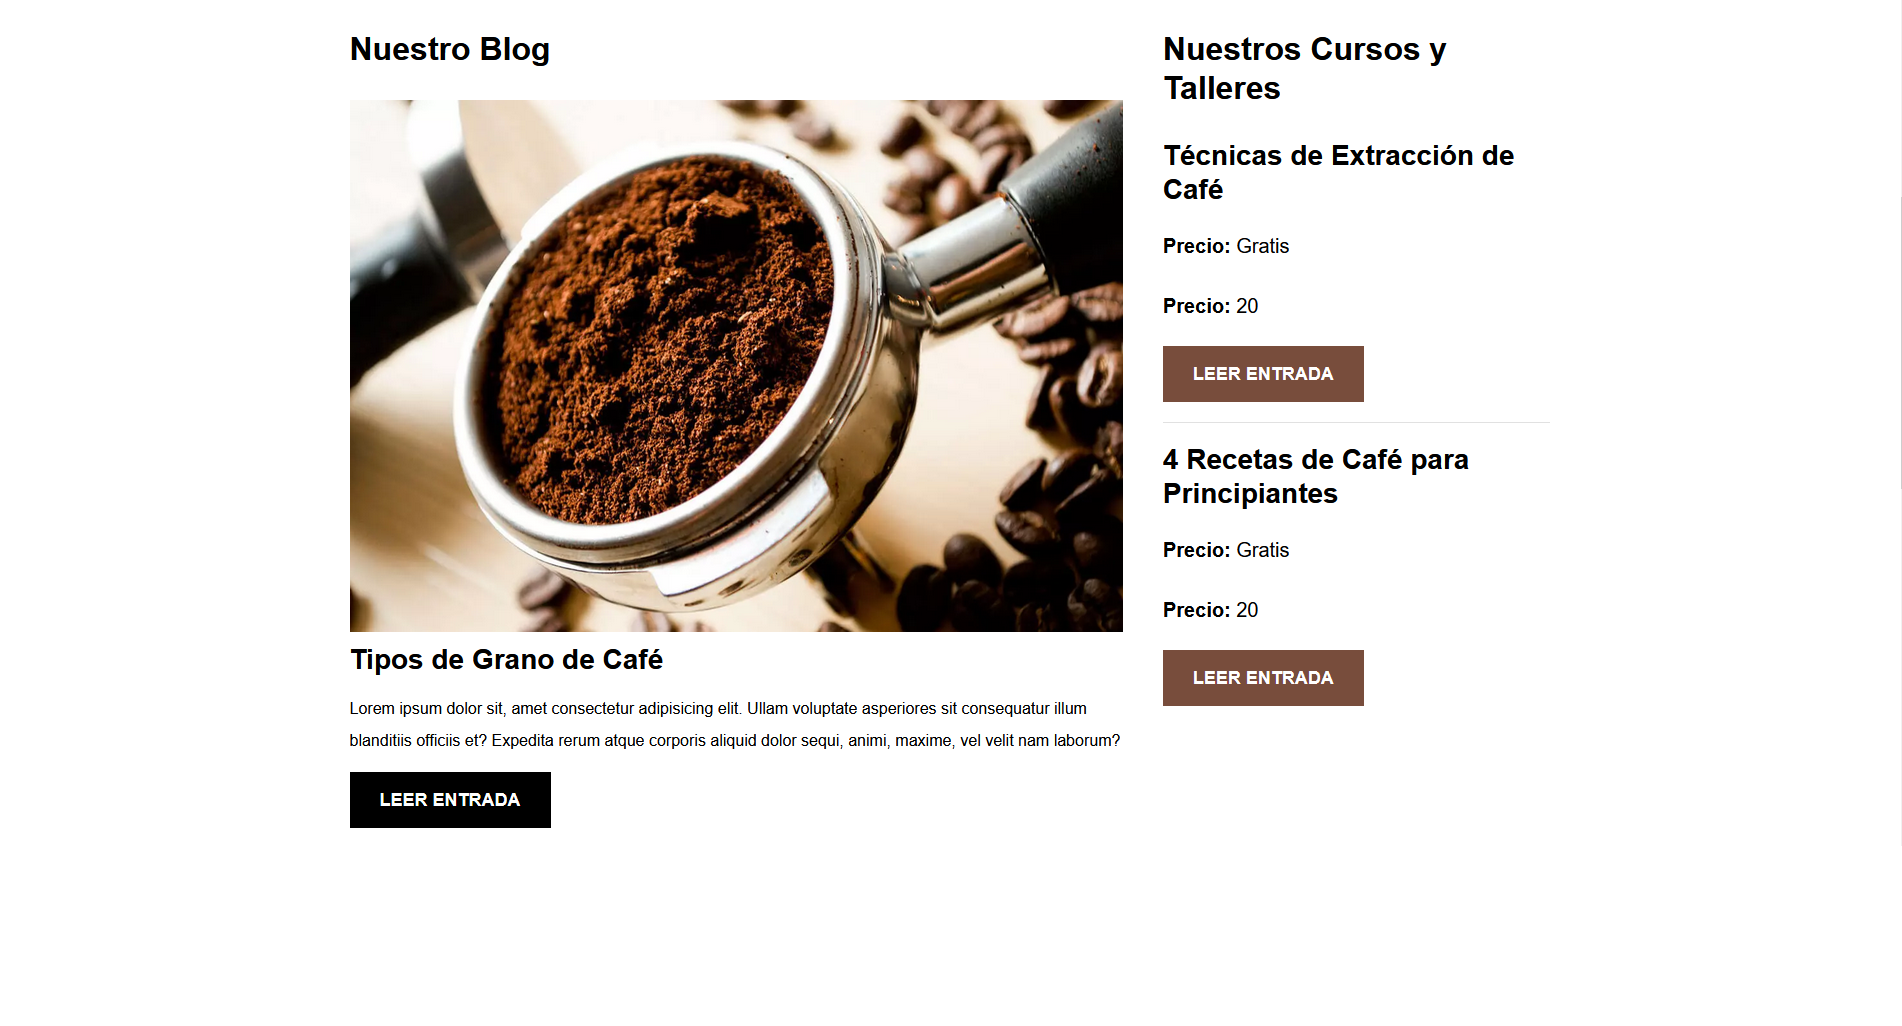 Nuestro Blog
Tipos de Grano de Café
Lorem ipsum dolor sit, amet consectetur adipisicing elit. Ullam voluptate asperiores sit consequatur illum
blanditiis officiis et? Expedita rerum atque corporis aliquid dolor sequi, animi, maxime, vel velit nam laborum?
LEER ENTRADA
Nuestros Cursos y
Talleres
Técnicas de Extracción de
Café
Precio: Gratis
Precio: 20
LEER ENTRADA
4 Recetas de Café para
Principiantes
Precio: Gratis
Precio: 20
LEER ENTRADA